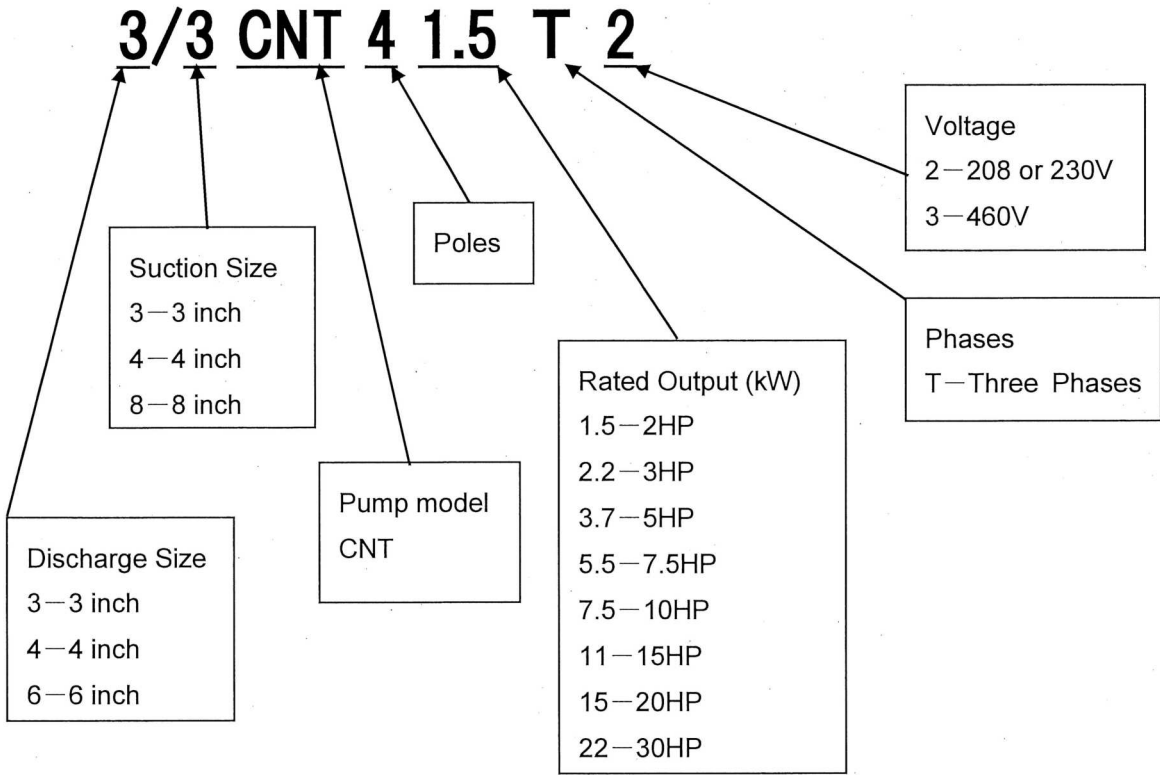 3/3 CNT 4 1.5 T 2
Voltage
2—208 or 230V
3—460V
Poles
Suction Size
3—3 inch
4—4 inch
8—8 inch
Phases
T—Three Phases
Rated Output (kW)
1.5—2HP
2.2—3HP
3.7—5HP
5.5—7.5HP
7.5—10HP
11—15HP
15—20HP
22—30HP
Pump model
CNT
Discharge Size
3—3 inch
4—4 inch
6—6 inch